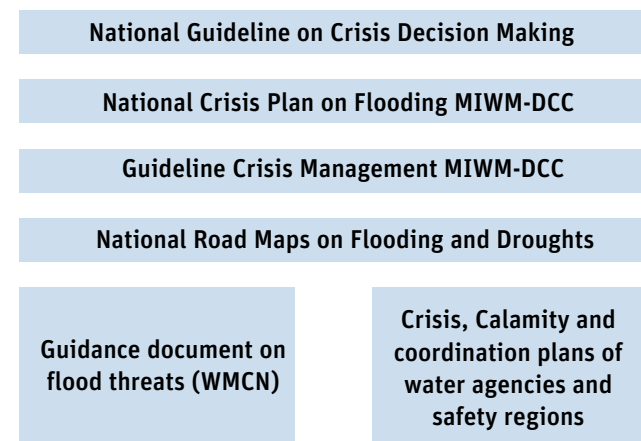 National Guideline on Crisis Decision Making
National Crisis Plan on Flooding MIWM-DCC
Guideline Crisis Management MIWM-DCC
National Road Maps on Flooding and Droughts
Guidance document on
flood threats (WMCN)
Crisis, Calamity and
coordination plans of
water agencies and
safety regions